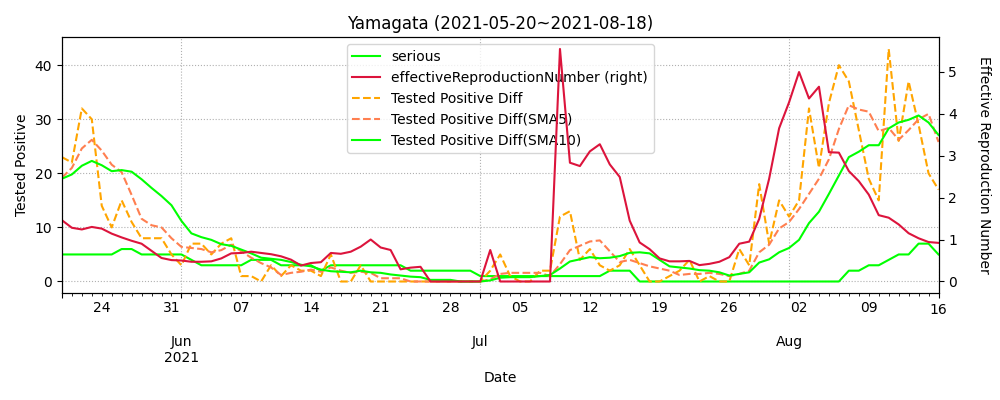 Yamagata (2021-05-20~2021-08-18)
serious
effectiveReproductionNumber (right)
Tested Positive Diff
Tested Positive Diff(SMA5)
Tested Positive Diff(SMA10)
Tested Positive
40
30
20
10
0
Effective Reproduction Number
5
4
3
2
1
0
24 31 07 14 21 28 05 12 19 26 02 09 16
Jun Jul Aug
2021
Date